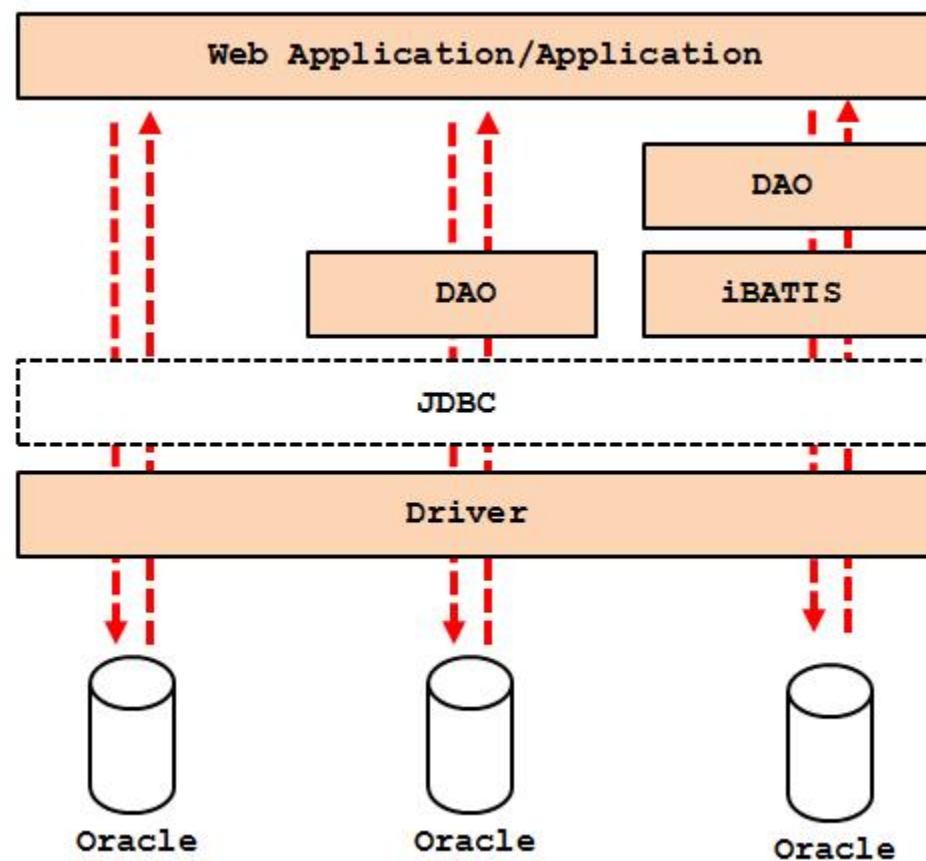 Web Application/Application
DAO
DAO
iBATIS
JDBC
Driver
Oracle
Oracle
Oracle